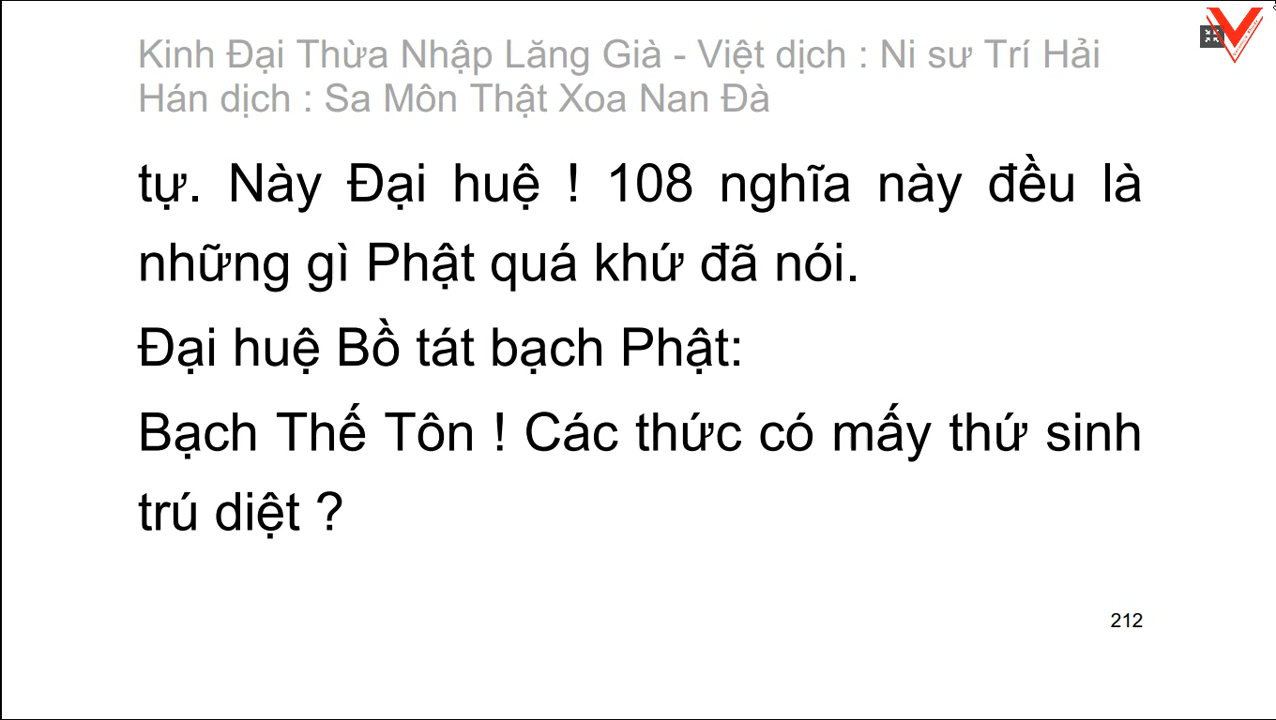 Kinh Đại Thừa Nhập Lăng Già - Việt dịch : Ni sư Trí Hải
Hán dịch : Sa Môn Thật Xoa Nan Đà
tự. Này Đại huệ ! 108 nghĩa này đều là
những gì Phật quá khứ đã nói.
Đại huệ Bồ tát bạch Phật:
Bạch Thế Tôn ! Các thức có mấy thứ sinh
trú diệt ?
212